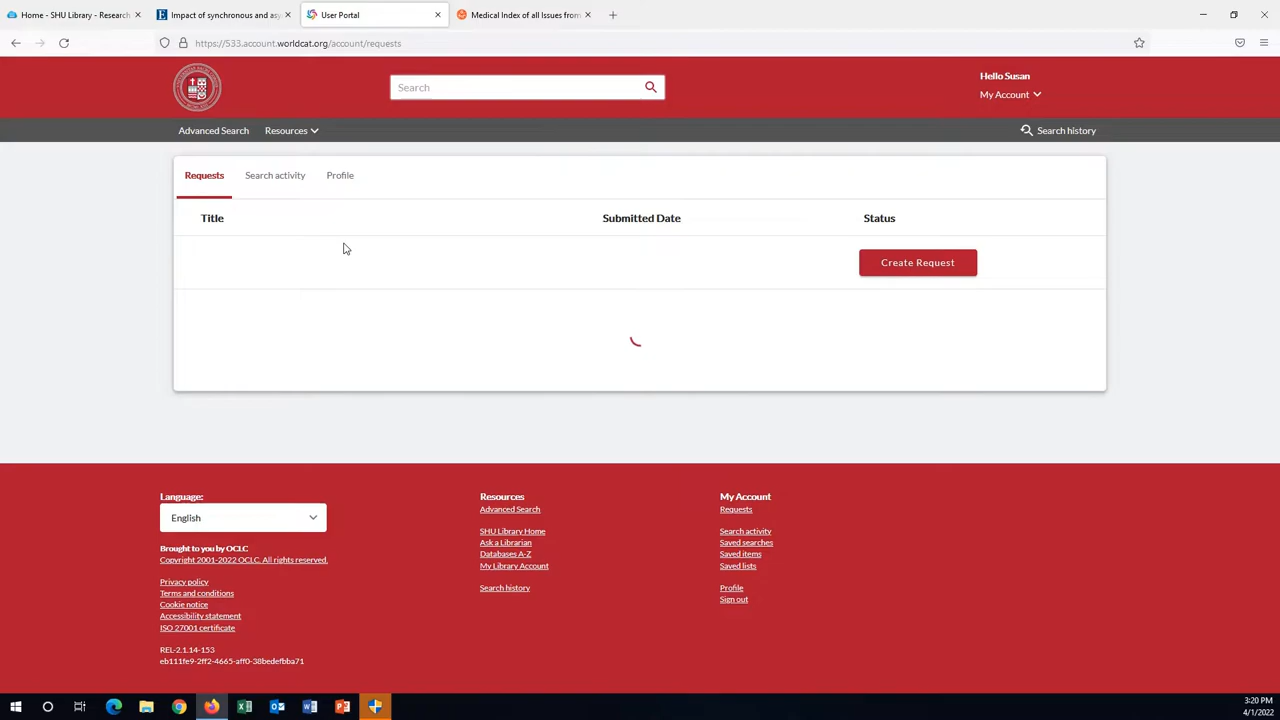 Home - SHU Library - Research
Impact of synchronous and asy
User Portal
Medical Index of all Issues from
https://533.account.worldcat.org/account/requests
Search
Hello Susan
My Account
Advanced Search
Resources
Search history
Requests
Search activity
Profile
Title
Submitted Date
Status
Create Request
Language:
English
Brought to you by OCLC
Copyright 2001-2022 OCLC. All rights reserved.
Privacy policy
Terms and conditions
Cookie notice
Accessibility statement
ISO 27001 certificate
REL-2.1.14-153
eb111fe9-2ff2-4665-aff0-38bedefbba71
Resources
Advanced Search
SHU Library Home
Ask a Librarian
Databases A-Z
My Library Account
Search history
My Account
Requests
Search activity
Saved searches
Saved items
Saved lists
Profile
Sign out
3:20 PM
4/1/2022